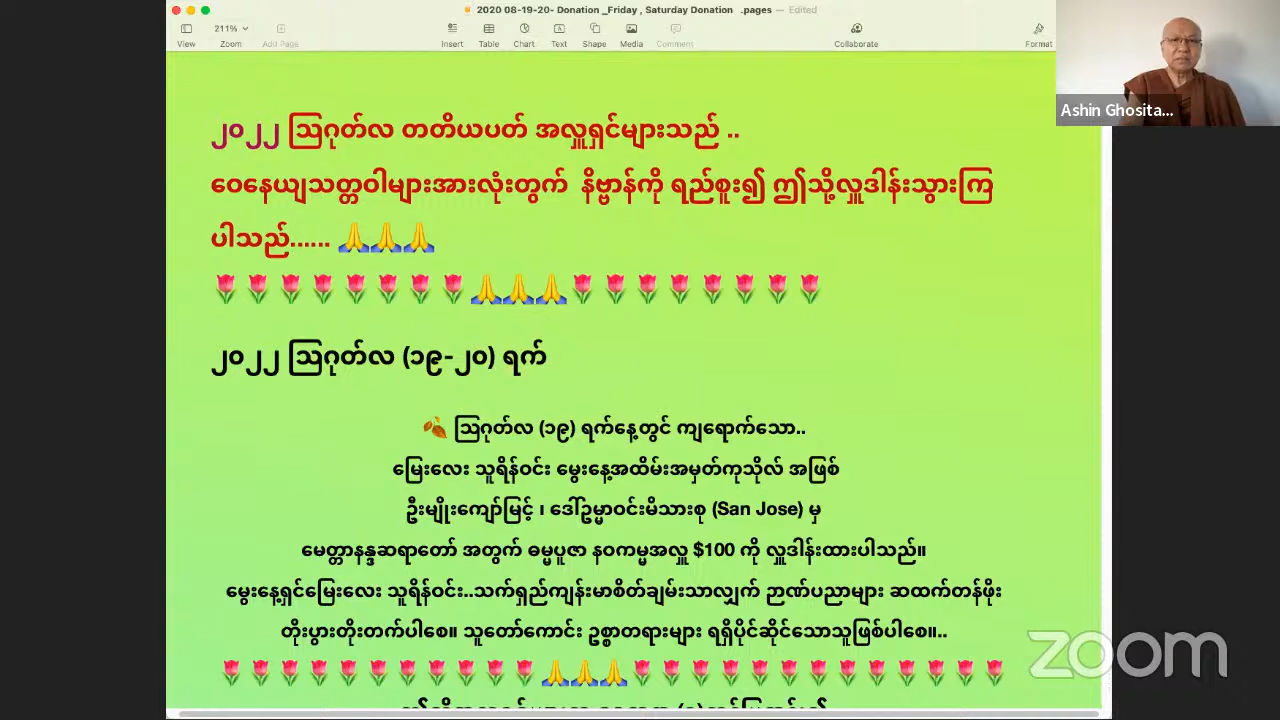 2020 08-19-20- Donation _Friday , Saturday Donation .pages — Edited
211%
View Zoom Add Page Insert Table Chart Text Shape Media Comment Collaborate Format
Ashin Ghosita...
၂၀၂၂ ဩဂုတ်လ တတိယပတ် အလှူရှင်များသည် ..
ဝေနေယျသတ္တဝါများအားလုံးတွက် နိဗ္ဗာန်ကို ရည်စူး၍ ဤသို့လှူဒါန်းသွားကြ
ပါသည်...... 🙏🙏🙏
🌷🌷🌷🌷🌷🌷🌷🌷🙏🙏🙏🌷🌷🌷🌷🌷🌷🌷🌷
၂၀၂၂ ဩဂုတ်လ (၁၉-၂၀) ရက်
🍂 ဩဂုတ်လ (၁၉) ရက်နေ့တွင် ကျရောက်သော..
မြေးလေး သူရိန်ဝင်း မွေးနေ့အထိမ်းအမှတ်ကုသိုလ် အဖြစ်
ဦးမျိုးကျော်မြင့် ၊ ဒေါ်ဥမ္မာဝင်းမိသားစု (San Jose) မှ
မေတ္တာနန္ဒဆရာတော် အတွက် ဓမ္မပူဇာ နဝကမ္မအလှူ $100 ကို လှူဒါန်းထားပါသည်။
မွေးနေ့ရှင်မြေးလေး သူရိန်ဝင်း..သက်ရှည်ကျန်းမာစိတ်ချမ်းသာလျှက် ဉာဏ်ပညာများ ဆထက်တန်ဖိုး
တိုးပွားတိုးတက်ပါစေ။ သူတော်ကောင်း ဥစ္စာတရားများ ရရှိပိုင်ဆိုင်သောသူဖြစ်ပါစေ။..
🌷🌷🌷🌷🌷🌷🌷🌷🌷🌷🌷🙏🙏🙏🌷🌷🌷🌷🌷🌷🌷🌷🌷🌷🌷🌷🌷
zoom